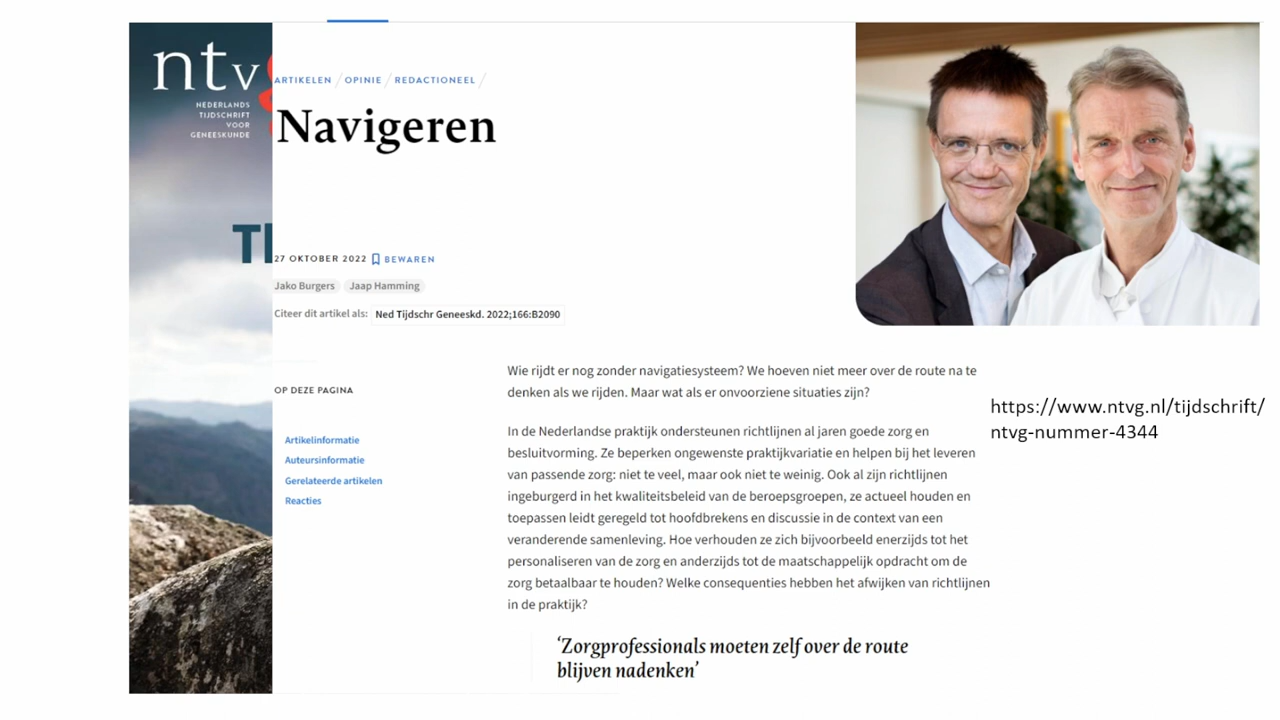 ntv
NEDERLANDS
TIJDSCHRIFT
VOOR
GENEESKUNDE
ARTIKELEN / OPINIE / REDACTIONEEL /
Navigeren
27 OKTOBER 2022 BEWAREN
Jako Burgers Jaap Hamming
Citeer dit artikel als: Ned Tijdschr Geneeskd. 2022;166:B2090
OP DEZE PAGINA
Artikelinformatie
Auteursinformatie
Gerelateerde artikelen
Reacties
Wie rijdt er nog zonder navigatiesysteem? We hoeven niet meer over de route na te
denken als we rijden. Maar wat als er onvoorziene situaties zijn?
In de Nederlandse praktijk ondersteunen richtlijnen al jaren goede zorg en
besluitvorming. Ze beperken ongewenste praktijkvariatie en helpen bij het leveren
van passende zorg: niet te veel, maar ook niet te weinig. Ook al zijn richtlijnen
ingeburgerd in het kwaliteitsbeleid van de beroepsgroepen, ze actueel houden en
toepassen leidt geregeld tot hoofdbrekens en discussie in de context van een
veranderende samenleving. Hoe verhouden ze zich bijvoorbeeld enerzijds tot het
personaliseren van de zorg en anderzijds tot de maatschappelijk opdracht om de
zorg betaalbaar te houden? Welke consequenties hebben het afwijken van richtlijnen
in de praktijk?
‘Zorgprofessionals moeten zelf over de route
blijven nadenken’
https://www.ntvg.nl/tijdschrift/
ntvg-nummer-4344